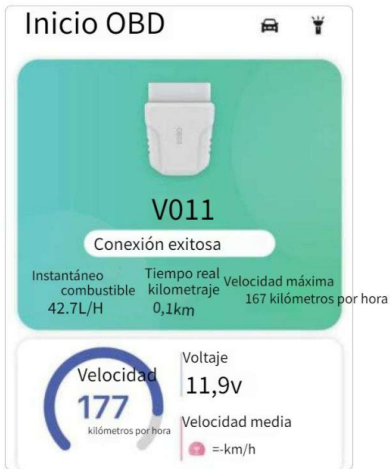 Inicio OBD
V011
Conexión exitosa
Instantáneo
combustible
42.7L/H
Tiempo real
kilometraje
0,1km
Velocidad máxima
167 kilómetros por hora
Velocidad
177
kilómetros por hora
Voltaje
11,9v
Velocidad media
=-km/h